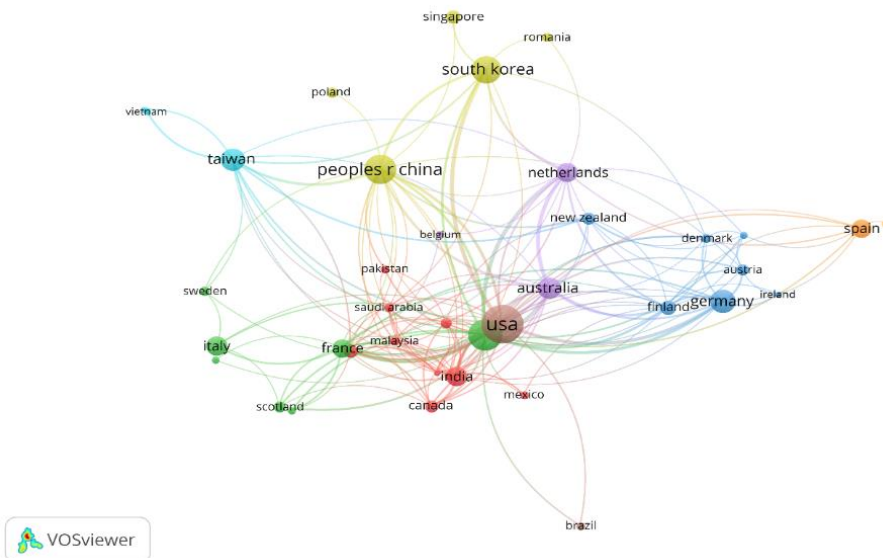 singapore
romania
south korea
poland
vietnam
taiwan
peoples r china
netherlands
new zealand
belgium
denmark
spain
pakistan
austria
sweden
australia
saudi arabia
finland
germany
ireland
usa
italy
france
malaysia
india
scotland
canada
mexico
brazil
VOSviewer